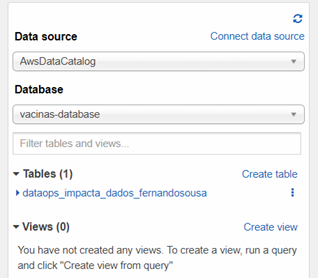 Data source
Connect data source
AwsDataCatalog
Database
vacinas-database
Filter tables and views...
Tables (1)
Create table
dataops_impacta_dados_fernandosousa
Views (0)
Create view
You have not created any views. To create a view, run a query
and click "Create view from query"